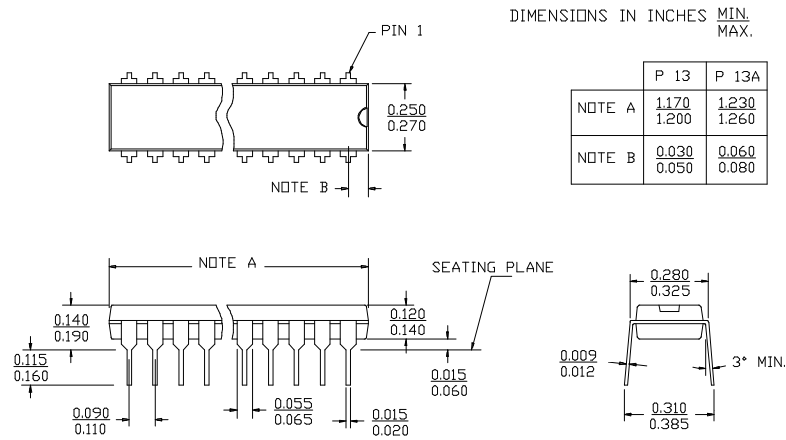 DIMENSIONS IN INCHES MIN.
MAX.
PIN 1
P 13 P 13A
NOTE A 1.170 1.230
1.200 1.260
NOTE B 0.030 0.060
0.050 0.080
0.250
0.270
NOTE B
NOTE A
SEATING PLANE
0.280
0.325
0.140
0.190
0.120
0.140
0.115
0.160
0.009
0.012
3° MIN.
0.015
0.060
0.090
0.110
0.055
0.065
0.015
0.020
0.310
0.385